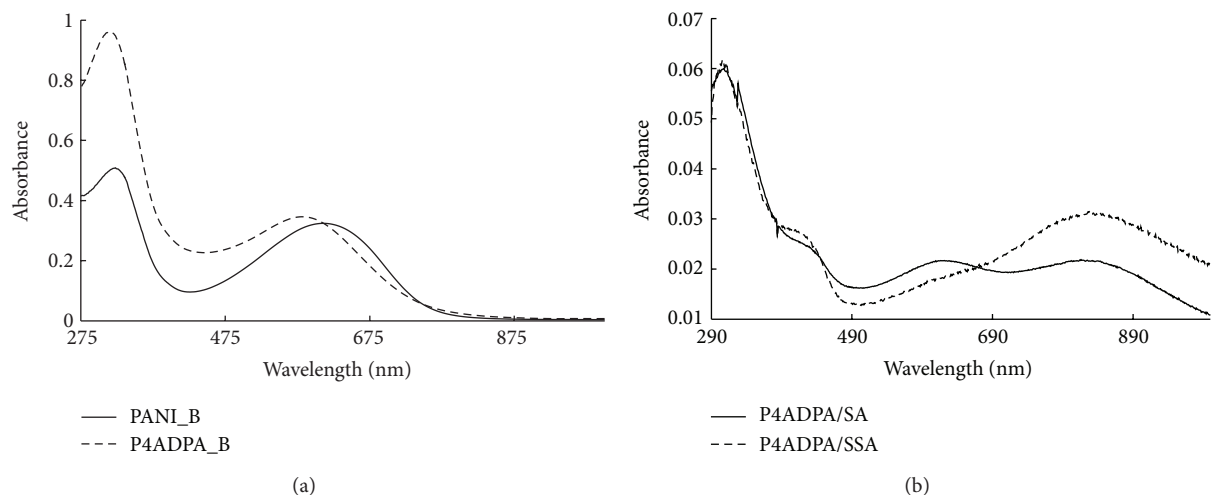 1
0.8
0.6
0.4
0.2
0
Absorbance
275 475 675 875
Wavelength (nm)
PANI_B
P4ADPA_B
(a)
0.07
0.06
0.05
0.04
0.03
0.02
0.01
Absorbance
290 490 690 890
Wavelength (nm)
P4ADPA/SA
P4ADPA/SSA
(b)